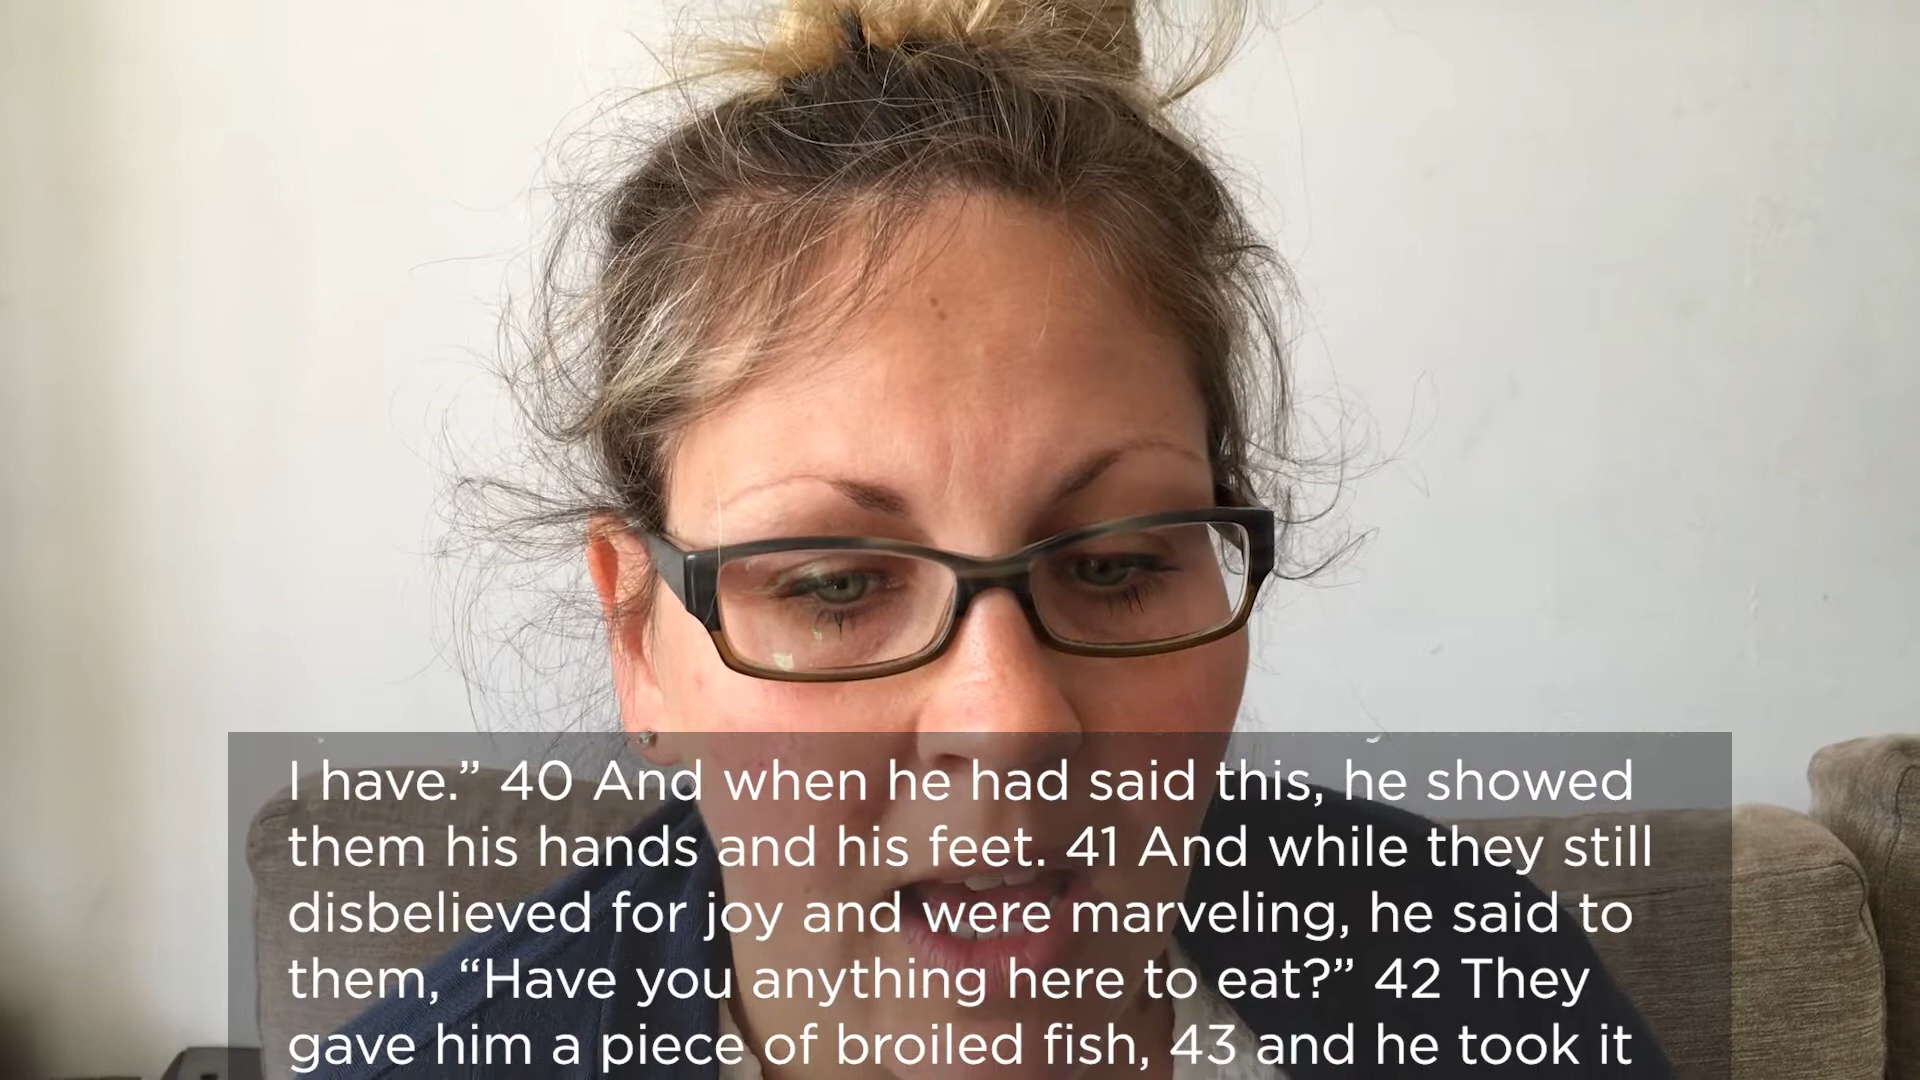 I have.” 40 And when he had said this, he showed
them his hands and his feet. 41 And while they still
disbelieved for joy and were marveling, he said to
them, “Have you anything here to eat?” 42 They
gave him a piece of broiled fish, 43 and he took it